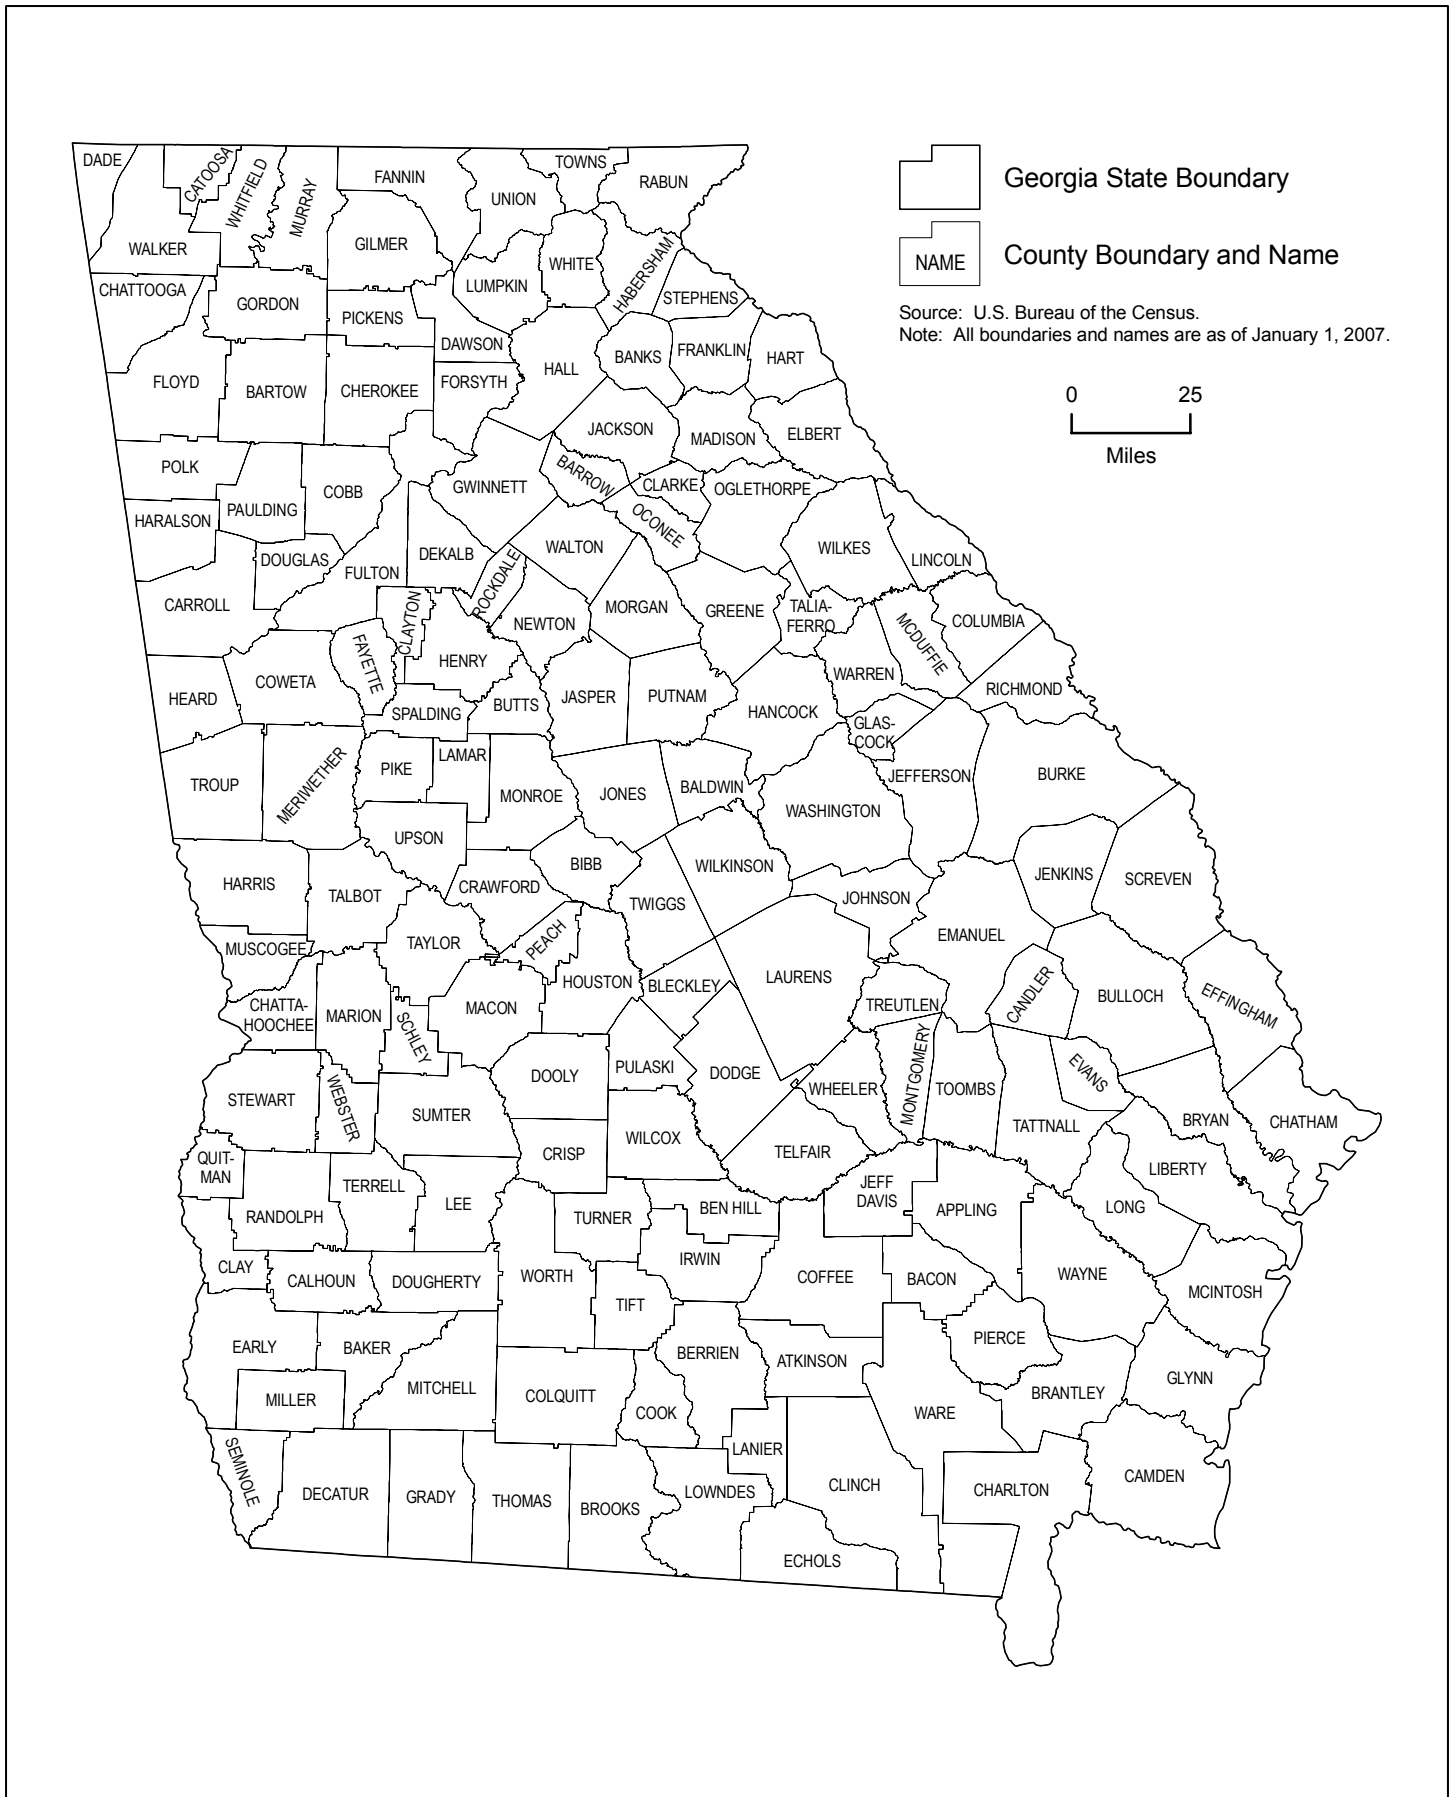 DADE
CATOOSA
WHITFIELD
MURRAY
FANNIN
UNION
TOWNS
RABUN
WALKER
GILMER
WHITE
HABERSHAM
LUMPKIN
STEPHENS
CHATTOOGA
GORDON
PICKENS
DAWSON
HALL
BANKS
FRANKLIN
HART
FLOYD
BARTOW
CHEROKEE
FORSYTH
JACKSON
MADISON
ELBERT
POLK
PAULDING
COBB
GWINNETT
BARROW
CLARKE
OGLETHORPE
HARALSON
DOUGLAS
FULTON
DEKALB
ROCKDALE
WALTON
OCONEE
WILKES
LINCOLN
CARROLL
CLAYTON
HENRY
NEWTON
MORGAN
GREENE
TALIA-
FERRO
MCDUFFIE
COLUMBIA
HEARD
COWETA
FAYETTE
SPALDING
BUTTS
JASPER
PUTNAM
HANCOCK
WARREN
RICHMOND
GLAS-
COCK
TROUP
MERIWETHER
PIKE
LAMAR
MONROE
JONES
BALDWIN
WASHINGTON
JEFFERSON
BURKE
UPSON
BIBB
WILKINSON
HARRIS
TALBOT
CRAWFORD
TWIGGS
JOHNSON
JENKINS
SCREVEN
MUSCOGEE
TAYLOR
PEACH
HOUSTON
BLECKLEY
LAURENS
EMANUEL
CHATTA-
HOOCHEE
MARION
SCHLEY
MACON
TREUTLEN
CANDLER
BULLOCH
EFFINGHAM
STEWART
WEBSTER
SUMTER
DOOLY
PULASKI
DODGE
WHEELER
MONTGOMERY
TOOMBS
TATTNALL
EVANS
BRYAN
CHATHAM
QUIT-
MAN
RANDOLPH
TERRELL
LEE
CRISP
WILCOX
TELFAIR
JEFF
DAVIS
APPLING
LONG
LIBERTY
TURNER
BEN HILL
CLAY
CALHOUN
DOUGHERTY
WORTH
TIFT
IRWIN
COFFEE
BACON
WAYNE
MCINTOSH
EARLY
BAKER
MITCHELL
BERRIEN
ATKINSON
PIERCE
GLYNN
MILLER
COLQUITT
COOK
WARE
BRANTLEY
SEMINOLE
DECATUR
GRADY
THOMAS
BROOKS
LOWNDES
LANIER
CLINCH
CHARLTON
CAMDEN
ECHOLS
Georgia State Boundary
NAME
County Boundary and Name
Source: U.S. Bureau of the Census.
Note: All boundaries and names are as of January 1, 2007.
0 25
Miles